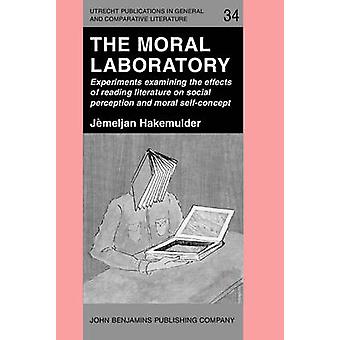 UTRECHT PUBLICATIONS IN GENERAL
AND COMPARATIVE LITERATURE 34
THE MORAL
LABORATORY
Experiments examining the effects
of reading literature on social
perception and moral self-concept
Jèmeljan Hakemulder
JOHN BENJAMINS PUBLISHING COMPANY